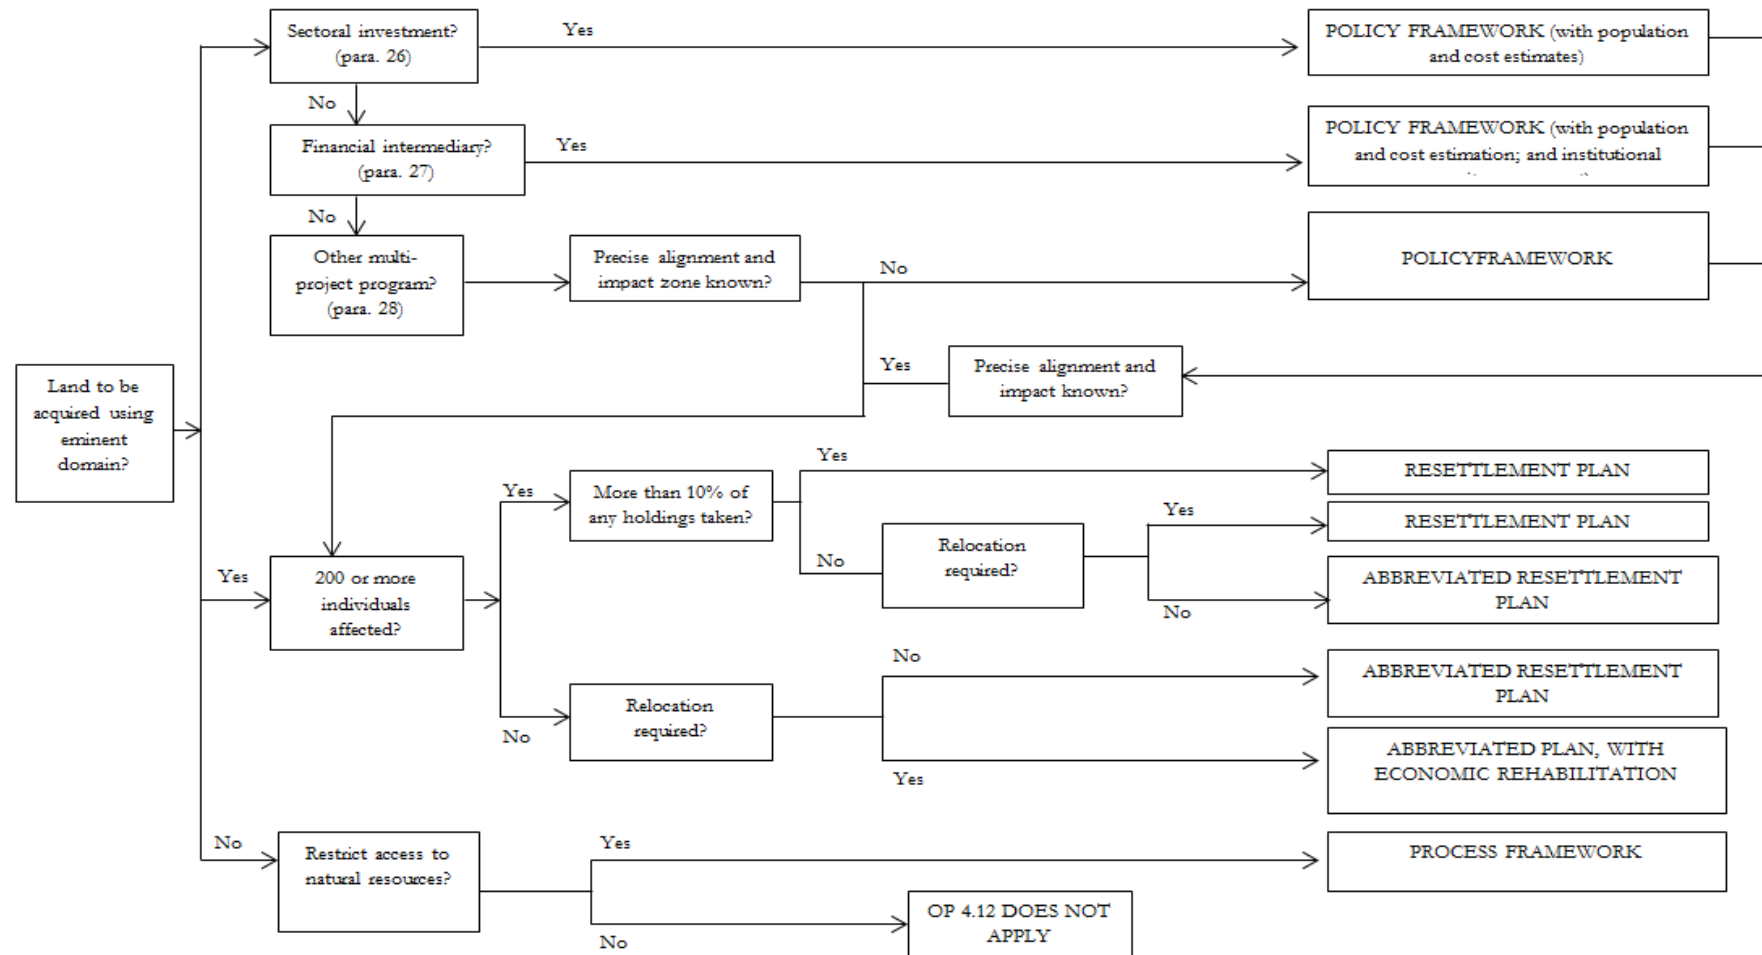 Sectoral investment?
(para. 26)
Yes
POLICY FRAMEWORK (with population
and cost estimates)
No
Financial intermediary?
(para. 27)
Yes
POLICY FRAMEWORK (with population
and cost estimation; and institutional
No
Other multi-
project program?
(para. 28)
Precise alignment and
impact zone known?
No
POLICYFRAMEWORK
Yes
Precise alignment and
impact known?
Land to be
acquired using
eminent
domain?
Yes
200 or more
individuals
affected?
Yes
More than 10% of
any holdings taken?
Yes
RESETTLEMENT PLAN
No
Relocation
required?
Yes
RESETTLEMENT PLAN
No
ABBREVIATED RESETTLEMENT
PLAN
No
Relocation
required?
No
ABBREVIATED RESETTLEMENT
PLAN
Yes
ABBREVIATED PLAN, WITH
ECONOMIC REHABILITATION
No
Restrict access to
natural resources?
Yes
PROCESS FRAMEWORK
No
OP 4.12 DOES NOT
APPLY